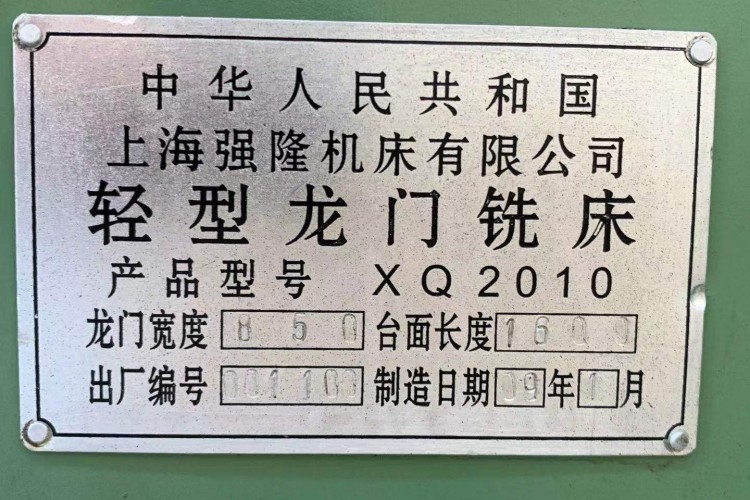 中华人民共和国
上海强隆机床有限公司
轻型龙门铣床
产品型号 XQ2010
龙门宽度 850 台面长度 1600
出厂编号 001100 制造日期 09年1月